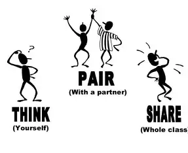 PAIR
(With a partner)
THINK
(Yourself)
SHARE
(Whole class